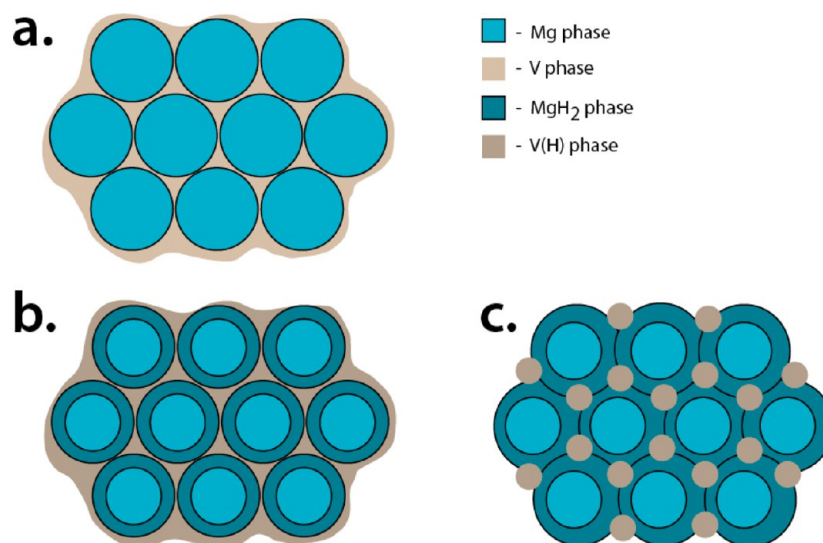 a.
- Mg phase
- V phase
- MgH₂ phase
- V(H) phase
b.
c.